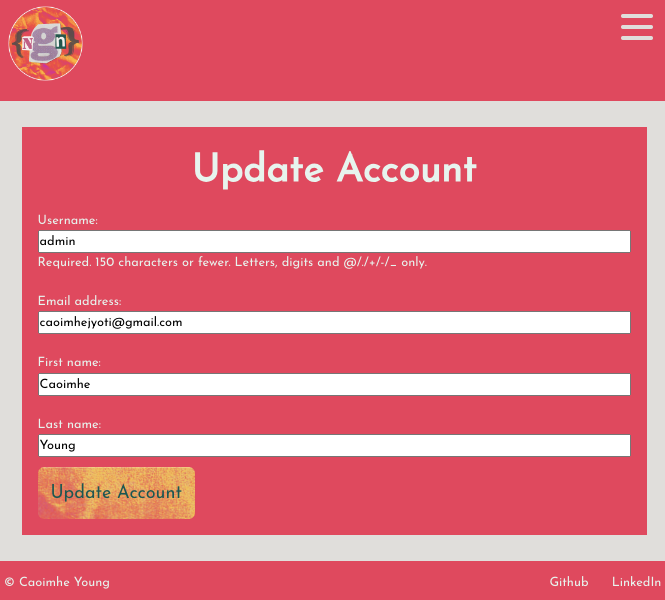 {Ngn}
Update Account
Username:
admin
Required. 150 characters or fewer. Letters, digits and @/./+/-/_ only.
Email address:
caoimhejyoti@gmail.com
First name:
Caoimhe
Last name:
Young
Update Account
© Caoimhe Young
Github
LinkedIn